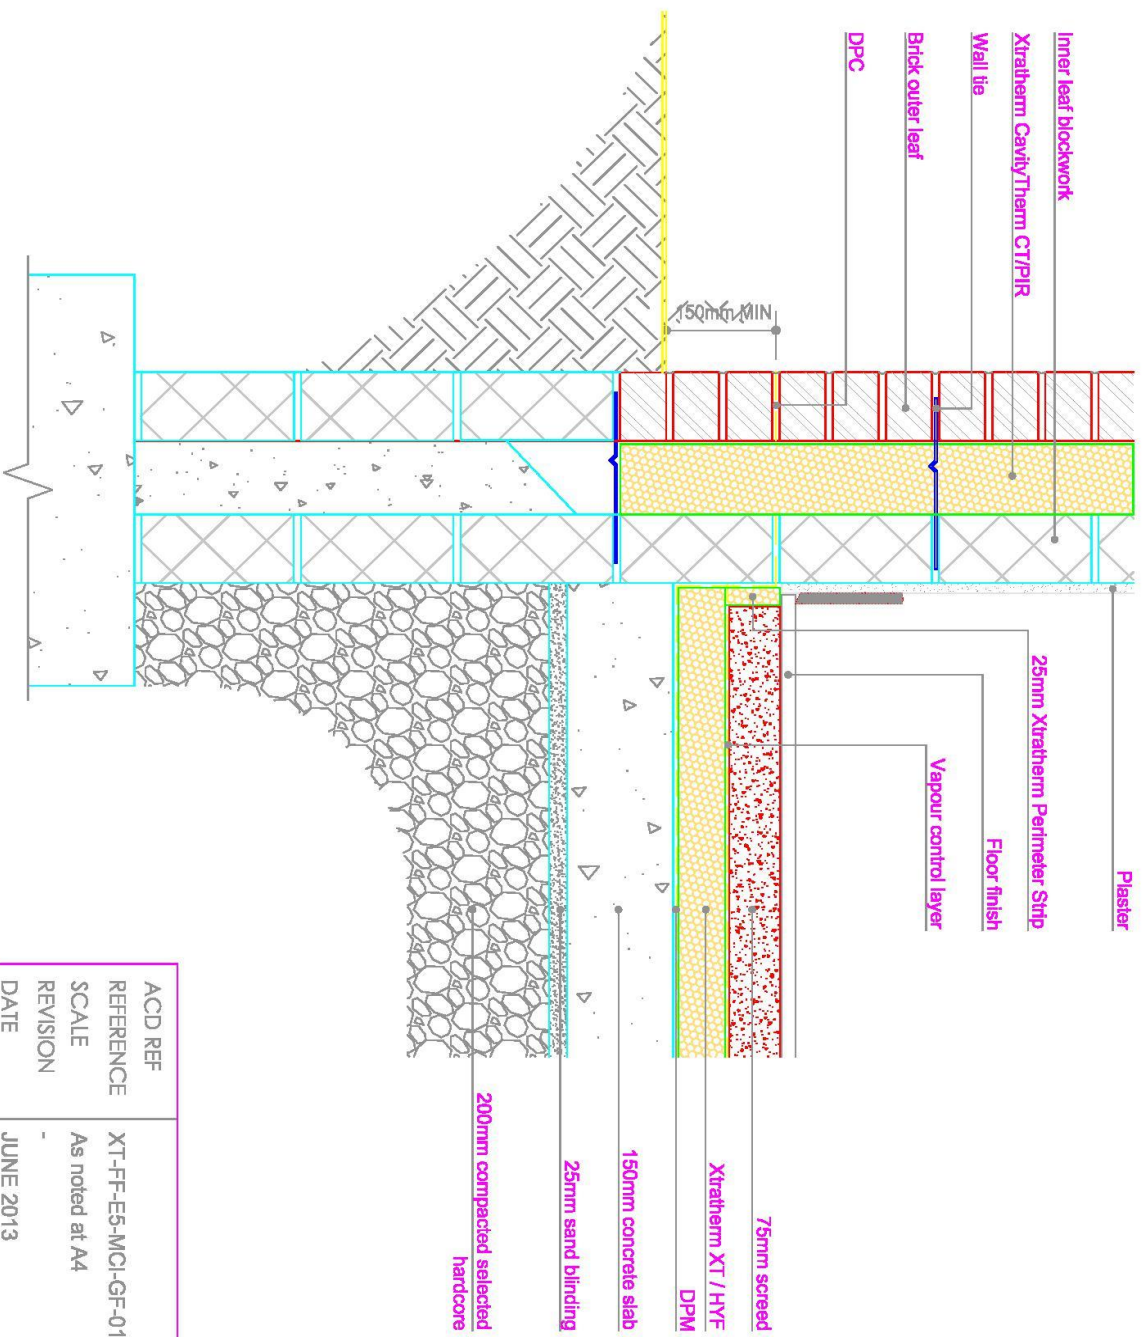 Inner leaf blockwork
Xtratherm CavityTherm CT/PIR
Wall tie
Brick outer leaf
DPC
150mm MIN
Plaster
25mm Xtratherm Perimeter Strip
Floor finish
Vapour control layer
75mm screed
Xtratherm XT / HYF
DPM
150mm concrete slab
25mm sand blinding
200mm compacted selected
hardcore
ACD REF
REFERENCE XT-FF-E5-MCI-GF-01
SCALE As noted at A4
REVISION -
DATE JUNE 2013